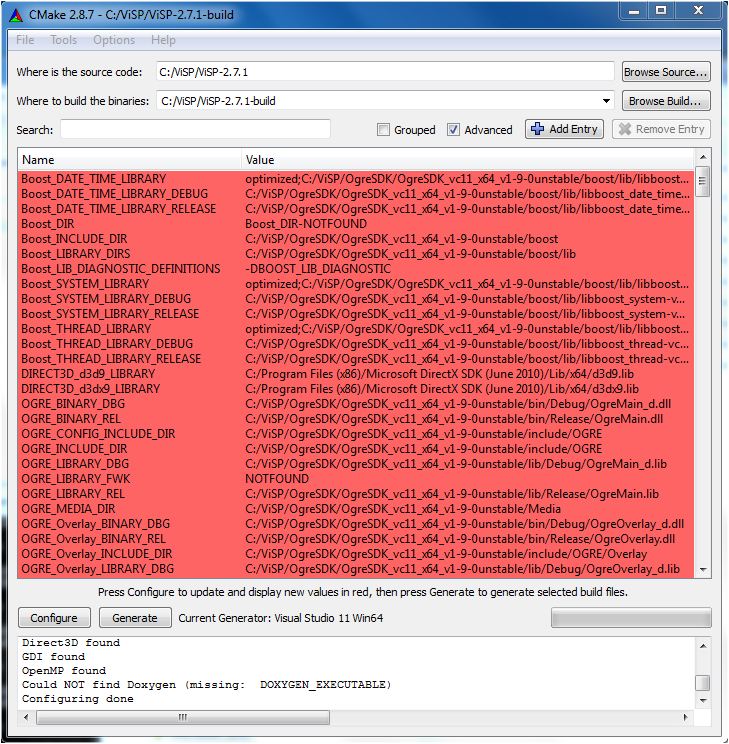 CMake 2.8.7 - C:/ViSP/ViSP-2.7.1-build
File Tools Options Help
Where is the source code: C:/ViSP/ViSP-2.7.1 Browse Source...
Where to build the binaries: C:/ViSP/ViSP-2.7.1-build Browse Build...
Search: Grouped Advanced Add Entry Remove Entry
Name Value
Boost_DATE_TIME_LIBRARY optimized;C:/ViSP/OgreSDK/OgreSDK_vc11_x64_v1-9-0unstable/boost/lib/libboost...
Boost_DATE_TIME_LIBRARY_DEBUG C:/ViSP/OgreSDK/OgreSDK_vc11_x64_v1-9-0unstable/boost/lib/libboost_date_time...
Boost_DATE_TIME_LIBRARY_RELEASE C:/ViSP/OgreSDK/OgreSDK_vc11_x64_v1-9-0unstable/boost/lib/libboost_date_time...
Boost_DIR Boost_DIR-NOTFOUND
Boost_INCLUDE_DIR C:/ViSP/OgreSDK/OgreSDK_vc11_x64_v1-9-0unstable/boost
Boost_LIBRARY_DIRS C:/ViSP/OgreSDK/OgreSDK_vc11_x64_v1-9-0unstable/boost/lib
Boost_LIB_DIAGNOSTIC_DEFINITIONS -DBOOST_LIB_DIAGNOSTIC
Boost_SYSTEM_LIBRARY optimized;C:/ViSP/OgreSDK/OgreSDK_vc11_x64_v1-9-0unstable/boost/lib/libboost...
Boost_SYSTEM_LIBRARY_DEBUG C:/ViSP/OgreSDK/OgreSDK_vc11_x64_v1-9-0unstable/boost/lib/libboost_system-v...
Boost_SYSTEM_LIBRARY_RELEASE C:/ViSP/OgreSDK/OgreSDK_vc11_x64_v1-9-0unstable/boost/lib/libboost_system-v...
Boost_THREAD_LIBRARY optimized;C:/ViSP/OgreSDK/OgreSDK_vc11_x64_v1-9-0unstable/boost/lib/libboost...
Boost_THREAD_LIBRARY_DEBUG C:/ViSP/OgreSDK/OgreSDK_vc11_x64_v1-9-0unstable/boost/lib/libboost_thread-vc...
Boost_THREAD_LIBRARY_RELEASE C:/ViSP/OgreSDK/OgreSDK_vc11_x64_v1-9-0unstable/boost/lib/libboost_thread-vc...
DIRECT3D_d3d9_LIBRARY C:/Program Files (x86)/Microsoft DirectX SDK (June 2010)/Lib/x64/d3d9.lib
DIRECT3D_d3dx9_LIBRARY C:/Program Files (x86)/Microsoft DirectX SDK (June 2010)/Lib/x64/d3dx9.lib
OGRE_BINARY_DBG C:/ViSP/OgreSDK/OgreSDK_vc11_x64_v1-9-0unstable/bin/Debug/OgreMain_d.dll
OGRE_BINARY_REL C:/ViSP/OgreSDK/OgreSDK_vc11_x64_v1-9-0unstable/bin/Release/OgreMain.dll
OGRE_CONFIG_INCLUDE_DIR C:/ViSP/OgreSDK/OgreSDK_vc11_x64_v1-9-0unstable/include/OGRE
OGRE_INCLUDE_DIR C:/ViSP/OgreSDK/OgreSDK_vc11_x64_v1-9-0unstable/include/OGRE
OGRE_LIBRARY_DBG C:/ViSP/OgreSDK/OgreSDK_vc11_x64_v1-9-0unstable/lib/Debug/OgreMain_d.lib
OGRE_LIBRARY_FWK NOTFOUND
OGRE_LIBRARY_REL C:/ViSP/OgreSDK/OgreSDK_vc11_x64_v1-9-0unstable/lib/Release/OgreMain.lib
OGRE_MEDIA_DIR C:/ViSP/OgreSDK/OgreSDK_vc11_x64_v1-9-0unstable/Media
OGRE_Overlay_BINARY_DBG C:/ViSP/OgreSDK/OgreSDK_vc11_x64_v1-9-0unstable/bin/Debug/OgreOverlay_d.dll
OGRE_Overlay_BINARY_REL C:/ViSP/OgreSDK/OgreSDK_vc11_x64_v1-9-0unstable/bin/Release/OgreOverlay.dll
OGRE_Overlay_INCLUDE_DIR C:/ViSP/OgreSDK/OgreSDK_vc11_x64_v1-9-0unstable/include/OGRE/Overlay
OGRE_Overlay_LIBRARY_DBG C:/ViSP/OgreSDK/OgreSDK_vc11_x64_v1-9-0unstable/lib/Debug/OgreOverlay_d.lib
Press Configure to update and display new values in red, then press Generate to generate selected build files.
Configure Generate Current Generator: Visual Studio 11 Win64
Direct3D found
GDI found
OpenMP found
Could NOT find Doxygen (missing: DOXYGEN_EXECUTABLE)
Configuring done